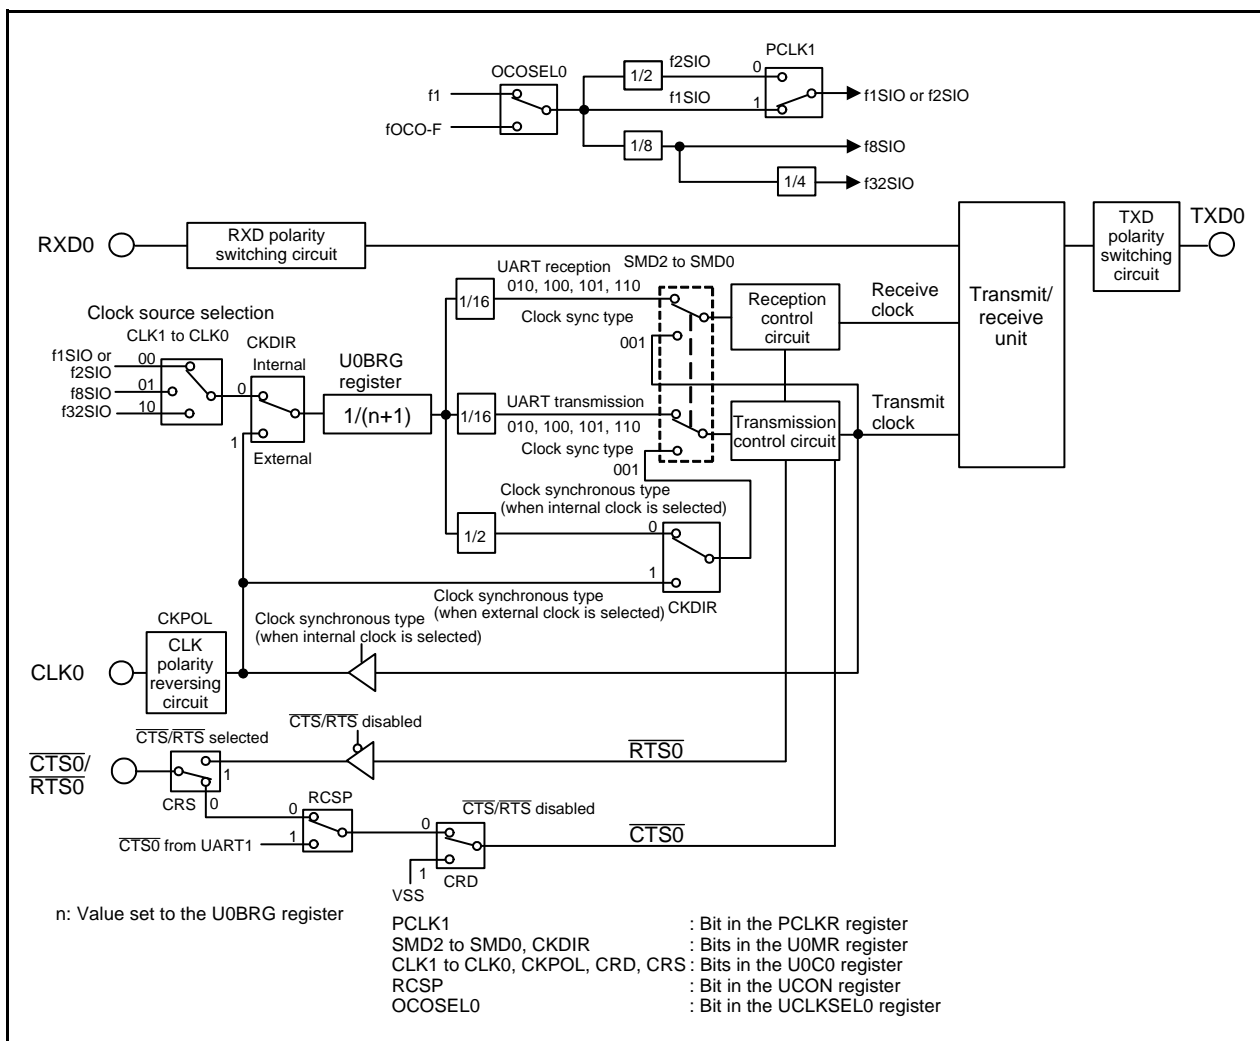 PCLK1
f2SIO
0
OCOSEL0
1/2
f1
f1SIO
1
f1SIO or f2SIO
fOCO-F
1/8
f8SIO
1/4
f32SIO
RXD0
RXD polarity
switching circuit
TXD
polarity
switching
circuit
TXD0
UART reception
SMD2 to SMD0
010, 100, 101, 110
1/16
Clock sync type
001
Reception
control
circuit
Receive
clock
Transmit/
receive
unit
Clock source selection
CLK1 to CLK0
CKDIR
Internal
f1SIO or
f2SIO
00
f8SIO
01
f32SIO
10
0
1
External
U0BRG
register
1/(n+1)
1/16
UART transmission
010, 100, 101, 110
Clock sync type
001
Transmission
control circuit
Transmit
clock
Clock synchronous type
(when internal clock is selected)
1/2
0
1
CKDIR
Clock synchronous type
(when external clock is selected)
CKPOL
Clock synchronous type
(when internal clock is selected)
CLK0
CLK
polarity
reversing
circuit
CTS/RTS disabled
CTS/RTS selected
CTS0/
RTS0
1
RTS0
CRS
0
RCSP
0
CTS/RTS disabled
0
CTS0 from UART1
1
CTS0
1
CRD
VSS
n: Value set to the U0BRG register
PCLK1 : Bit in the PCLKR register
SMD2 to SMD0, CKDIR : Bits in the U0MR register
CLK1 to CLK0, CKPOL, CRD, CRS : Bits in the U0C0 register
RCSP : Bit in the UCON register
OCOSEL0 : Bit in the UCLKSEL0 register